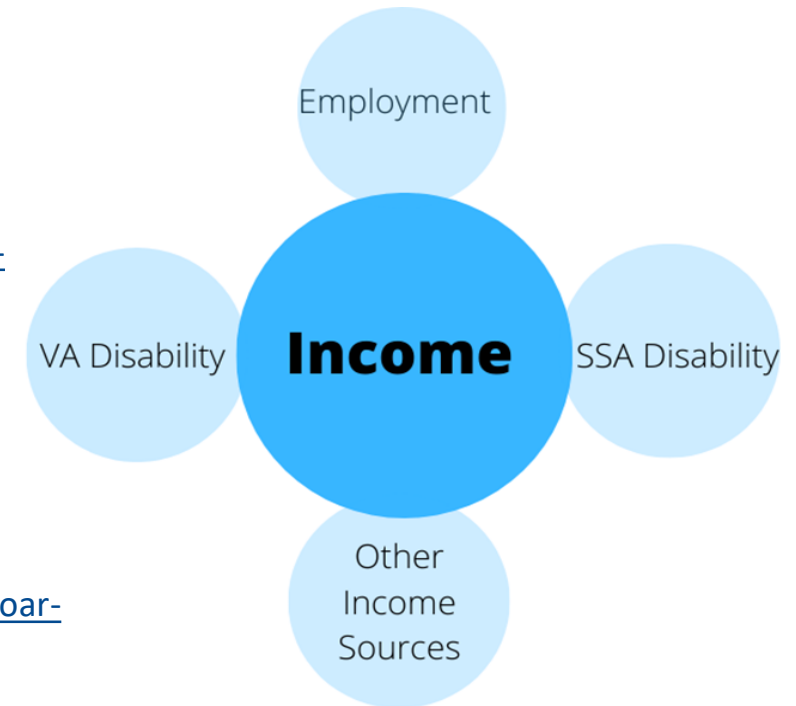 Employment
-
VA Disability
Income
SSA Disability
Other
Income
Sources
oar-